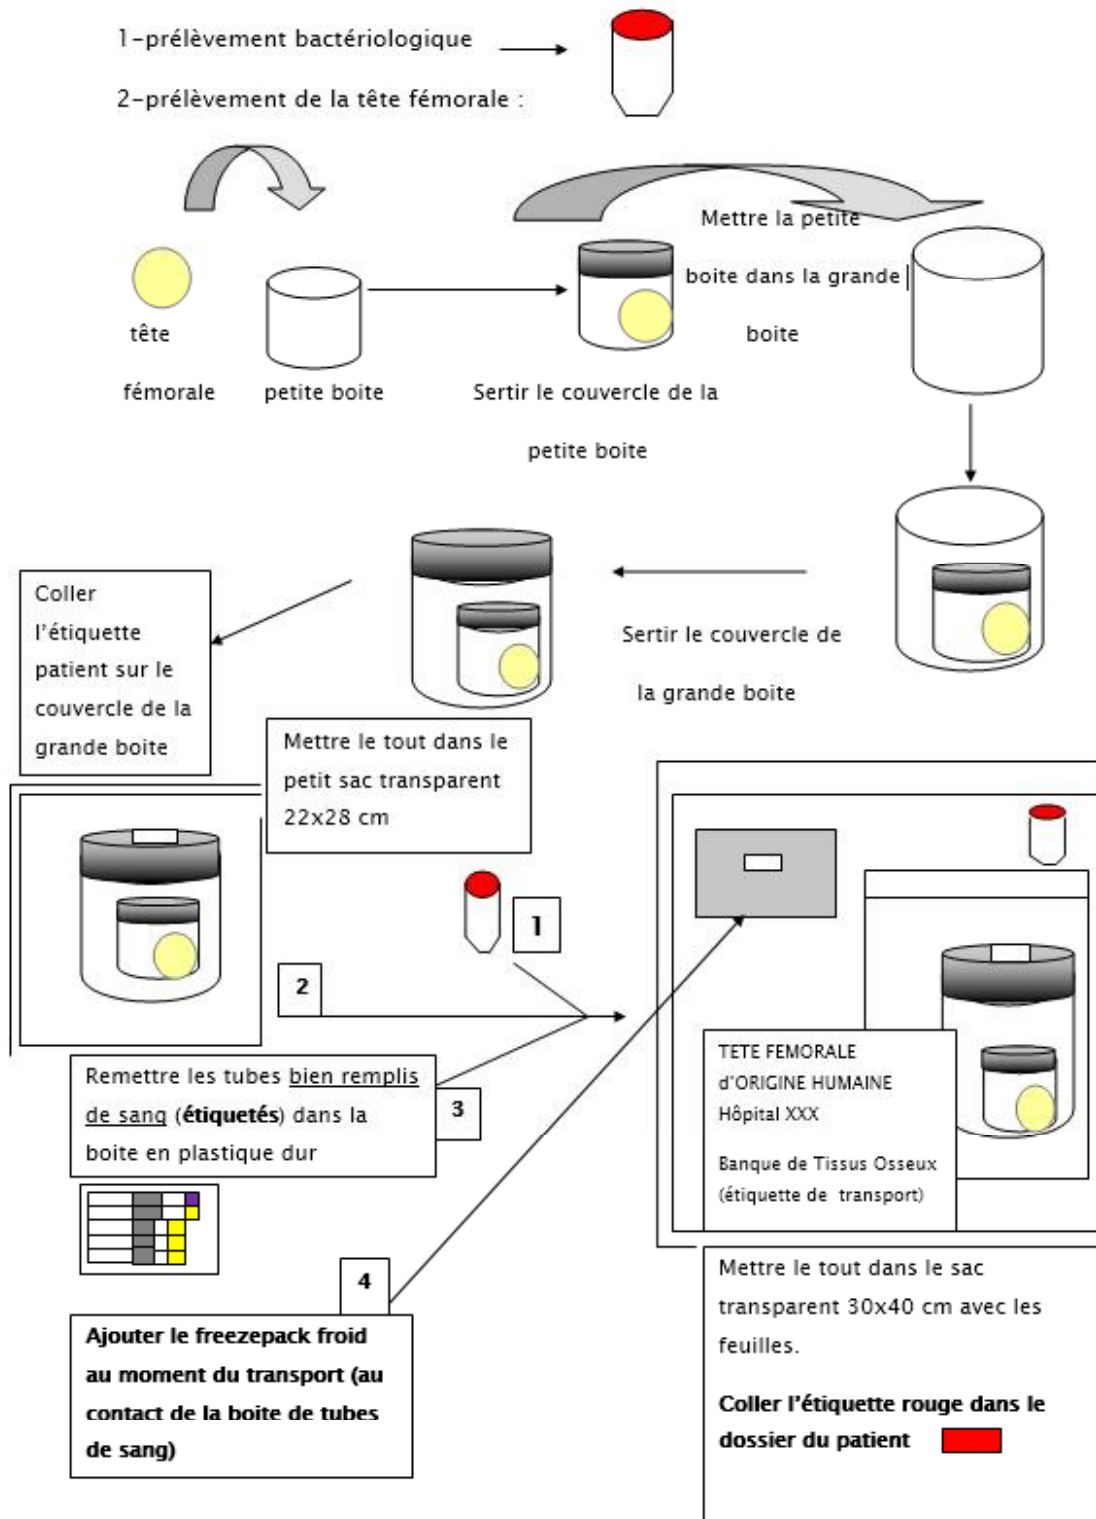 1-prélèvement bactériologique
2-prélèvement de la tête fémorale :
Mettre la petite
boite dans la grande
boite
tête
fémorale
petite boite
Sertir le couvercle de la
petite boite
Coller
l'étiquette
patient sur le
couvercle de la
grande boite
Sertir le couvercle de
la grande boite
Mettre le tout dans le
petit sac transparent
22x28 cm
1
2
Remettre les tubes bien remplis
de sang (étiquetés) dans la
boite en plastique dur
3
TETE FEMORALE
d'ORIGINE HUMAINE
Hôpital XXX
Banque de Tissus Osseux
(étiquette de transport)
4
Ajouter le freezepack froid
au moment du transport (au
contact de la boite de tubes
de sang)
Mettre le tout dans le sac
transparent 30x40 cm avec les
feuilles.
Coller l'étiquette rouge dans le
dossier du patient